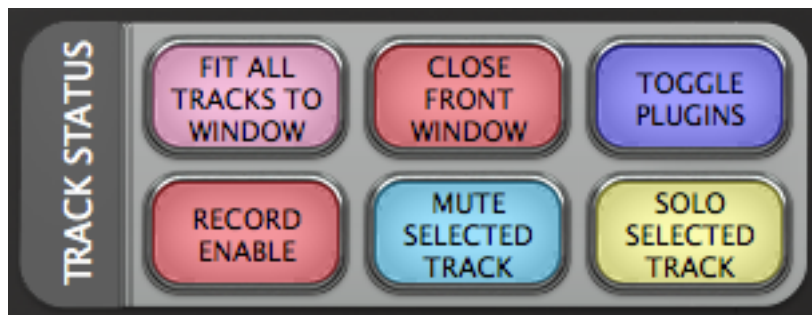 TRACK STATUS
FIT ALL
TRACKS TO
WINDOW
CLOSE
FRONT
WINDOW
TOGGLE
PLUGINS
RECORD
ENABLE
MUTE
SELECTED
TRACK
SOLO
SELECTED
TRACK